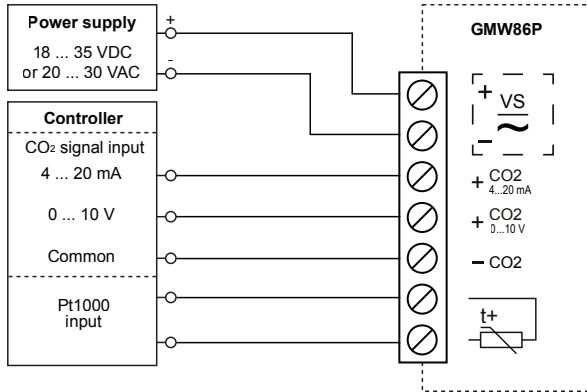 Power supply
18 ... 35 VDC
or 20 ... 30 VAC
+
-
Controller
CO2 signal input
4 ... 20 mA
0 ... 10 V
Common
Pt1000
input
GMW86P
+ VS
−
+ CO2
4...20 mA
+ CO2
0...10 V
− CO2
t+